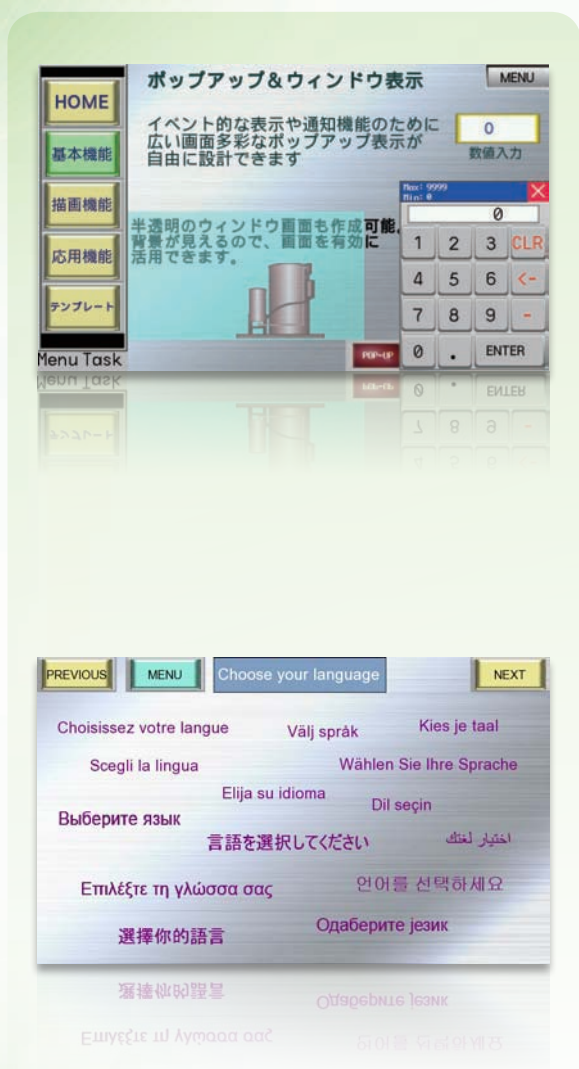 ポップアップ&ウィンドウ表示
MENU
HOME
基本機能
描画機能
応用機能
テンプレート
Menu Task
イベント的な表示や通知機能のために
広い画面多彩なポップアップ表示が
自由に設計できます
0
数値入力
半透明のウィンドウ画面も作成可能。
背景が見えるので、画面を有効に
活用できます。
POP-UP
Max: 9999
Min: 0
X
0
1 2 3 CLR
4 5 6 <-
7 8 9 -
0 . ENTER
PREVIOUS
MENU
Choose your language
NEXT
Choisissez votre langue
Välj språk
Kies je taal
Scegli la lingua
Wählen Sie Ihre Sprache
Elija su idioma
Dil seçin
Выберите язык
言語を選択してください
اختيار لغتك
Επιλέξτε τη γλώσσα σας
언어를 선택하세요
選擇你的語言
Одаберите језик